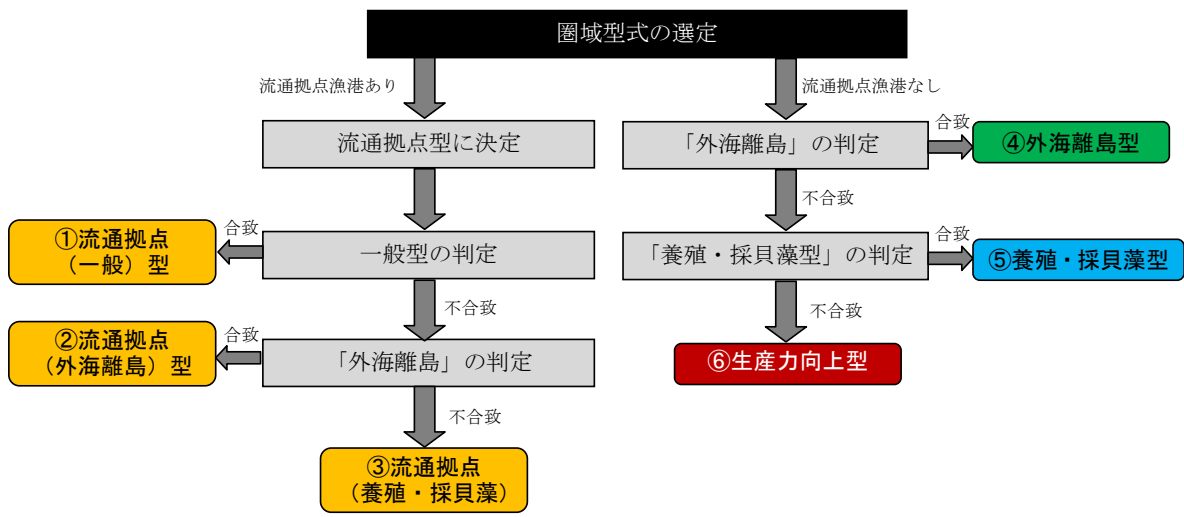 圏域型式の選定
流通拠点漁港あり
流通拠点漁港なし
流通拠点型に決定
「外海離島」の判定
合致
④外海離島型
不合致
①流通拠点
（一般）型
合致
一般型の判定
「養殖・採貝藻型」の判定
合致
⑤養殖・採貝藻型
不合致
不合致
②流通拠点
（外海離島）型
合致
「外海離島」の判定
⑥生産力向上型
不合致
③流通拠点
（養殖・採貝藻）